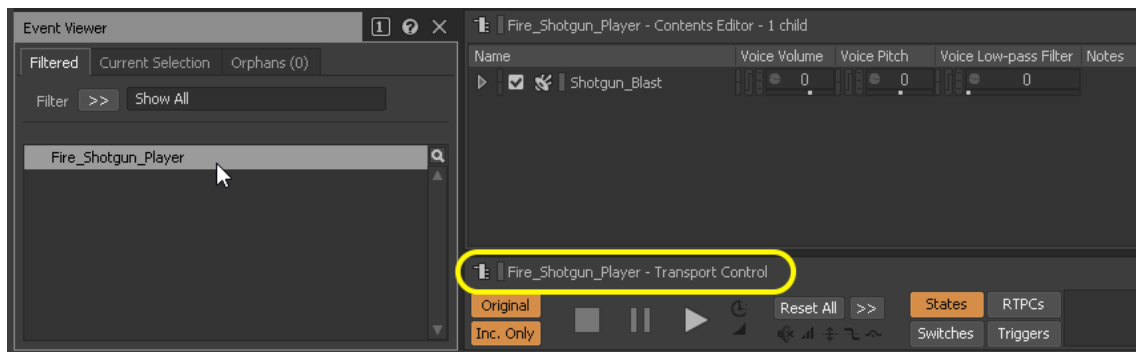 Event Viewer 1
Filtered Current Selection Orphans (0)
Filter >> Show All
Fire_Shotgun_Player
Fire_Shotgun_Player - Contents Editor - 1 child
Name Voice Volume Voice Pitch Voice Low-pass Filter Notes
Shotgun_Blast 0 0 0
Fire_Shotgun_Player - Transport Control
Original Reset All >> States RTPCs
Inc. Only Switches Triggers